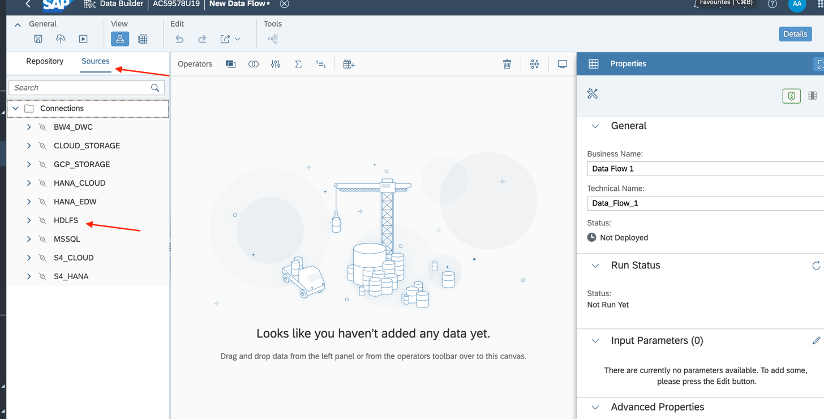 SAP Data Builder AC59578U19 New Data Flow*
Favourites (⌥⌘B)
AA
General View Edit Tools
Details
Repository Sources
Operators
Properties
Search
Connections
BW4_DWC
CLOUD_STORAGE
GCP_STORAGE
HANA_CLOUD
HANA_EDW
HDLFS
MSSQL
S4_CLOUD
S4_HANA
Looks like you haven't added any data yet.
Drag and drop data from the left panel or from the operators toolbar over to this canvas.
General
Business Name:
Data Flow 1
Technical Name:
Data_Flow_1
Status:
Not Deployed
Run Status
Status:
Not Run Yet
Input Parameters (0)
There are currently no parameters available. To add some,
please press the Edit button.
Advanced Properties